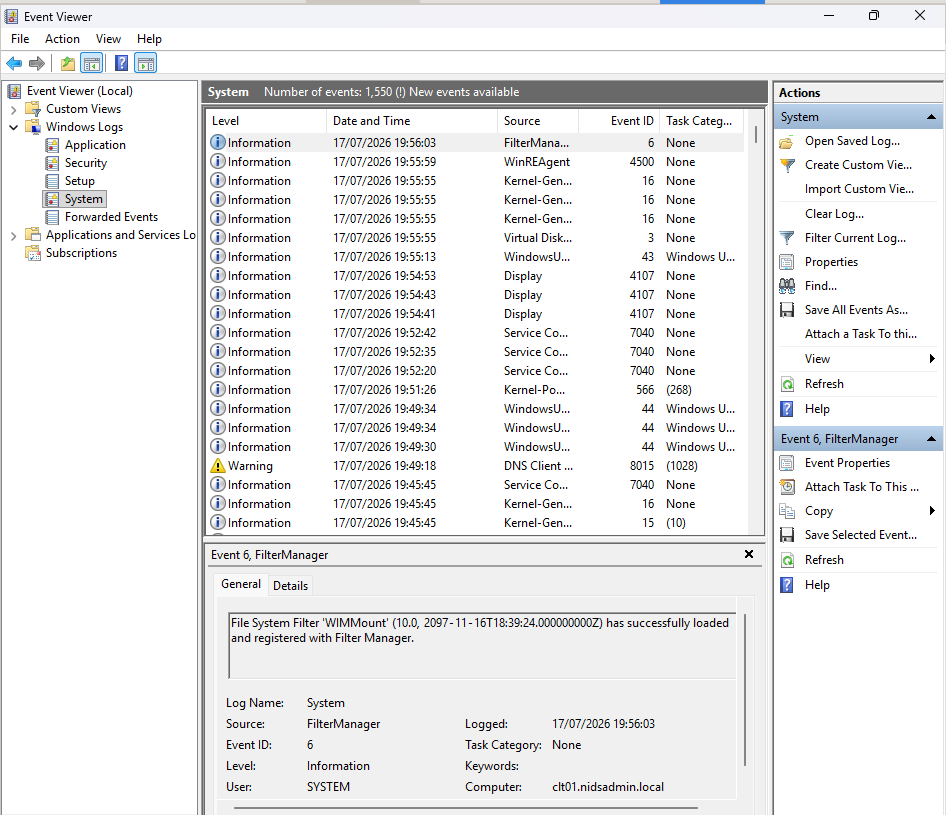 Event Viewer
File Action View Help
Event Viewer (Local)
Custom Views
Windows Logs
Application
Security
Setup
System
Forwarded Events
Applications and Services Lo
Subscriptions
System Number of events: 1,550 (!) New events available
Level Date and Time Source Event ID Task Categ...
Information 17/07/2026 19:56:03 FilterMana... 6 None
Information 17/07/2026 19:55:59 WinREAgent 4500 None
Information 17/07/2026 19:55:55 Kernel-Gen... 16 None
Information 17/07/2026 19:55:55 Kernel-Gen... 16 None
Information 17/07/2026 19:55:55 Kernel-Gen... 16 None
Information 17/07/2026 19:55:55 Virtual Disk... 3 None
Information 17/07/2026 19:55:13 WindowsU... 43 Windows U...
Information 17/07/2026 19:54:53 Display 4107 None
Information 17/07/2026 19:54:43 Display 4107 None
Information 17/07/2026 19:54:41 Display 4107 None
Information 17/07/2026 19:52:42 Service Co... 7040 None
Information 17/07/2026 19:52:35 Service Co... 7040 None
Information 17/07/2026 19:52:20 Service Co... 7040 None
Information 17/07/2026 19:51:26 Kernel-Po... 566 (268)
Information 17/07/2026 19:49:34 WindowsU... 44 Windows U...
Information 17/07/2026 19:49:34 WindowsU... 44 Windows U...
Information 17/07/2026 19:49:30 WindowsU... 44 Windows U...
Warning 17/07/2026 19:49:18 DNS Client ... 8015 (1028)
Information 17/07/2026 19:45:45 Service Co... 7040 None
Information 17/07/2026 19:45:45 Kernel-Gen... 16 None
Information 17/07/2026 19:45:45 Kernel-Gen... 15 (10)
Event 6, FilterManager
General Details
File System Filter 'WIMMount' (10.0, 2097-11-16T18:39:24.000000000Z) has successfully loaded
and registered with Filter Manager.
Log Name: System
Source: FilterManager Logged: 17/07/2026 19:56:03
Event ID: 6 Task Category: None
Level: Information Keywords:
User: SYSTEM Computer: clt01.nidsadmin.local
Actions
System
Open Saved Log...
Create Custom Vie...
Import Custom Vie...
Clear Log...
Filter Current Log...
Properties
Find...
Save All Events As...
Attach a Task To thi...
View
Refresh
Help
Event 6, FilterManager
Event Properties
Attach Task To This ...
Copy
Save Selected Event...
Refresh
Help